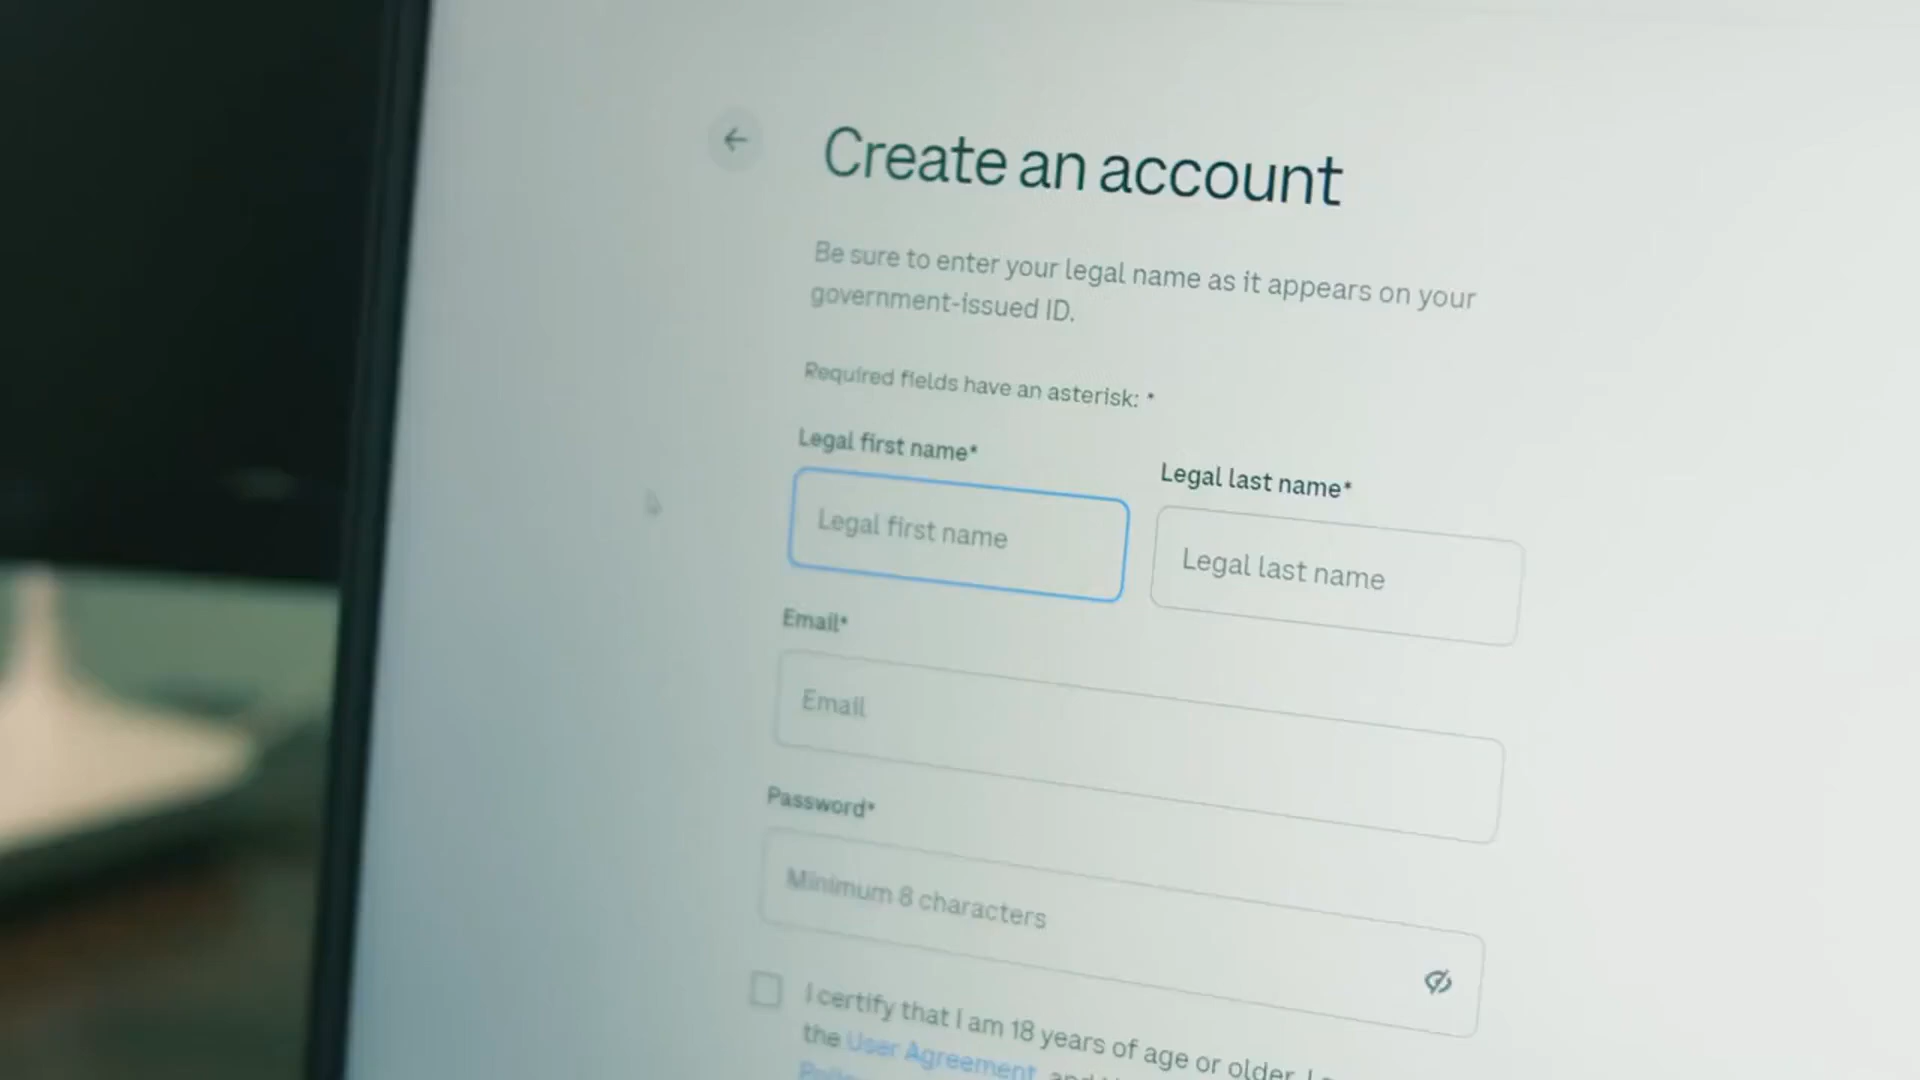 Create an account
Be sure to enter your legal name as it appears on your
government-issued ID.
Required fields have an asterisk: *
Legal first name*
Legal last name*
Legal first name
Legal last name
Email*
Email
Password*
Minimum 8 characters
I certify that I am 18 years of age or older, I
the User Agreement, and